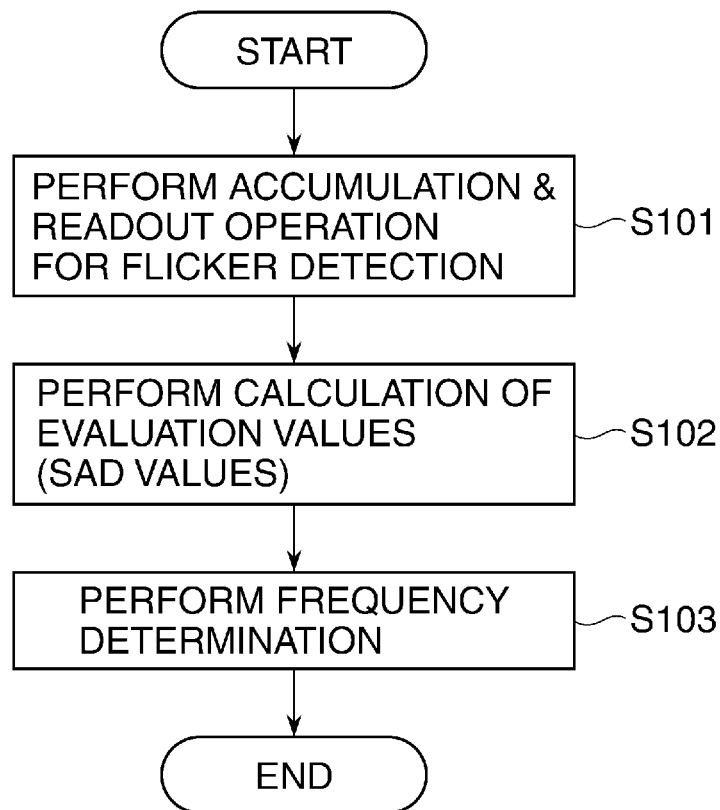 START
PERFORM ACCUMULATION &
READOUT OPERATION
FOR FLICKER DETECTION
S101
PERFORM CALCULATION OF
EVALUATION VALUES
(SAD VALUES)
S102
PERFORM FREQUENCY
DETERMINATION
S103
END